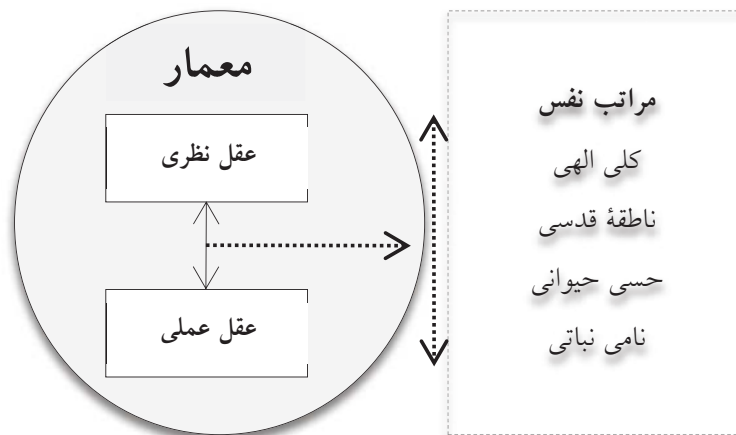 معمار
عقل نظری
عقل عملی
مراتب نفس
کلی الهی
ناطقهٔ قدسی
حسی حیوانی
نامی نباتی